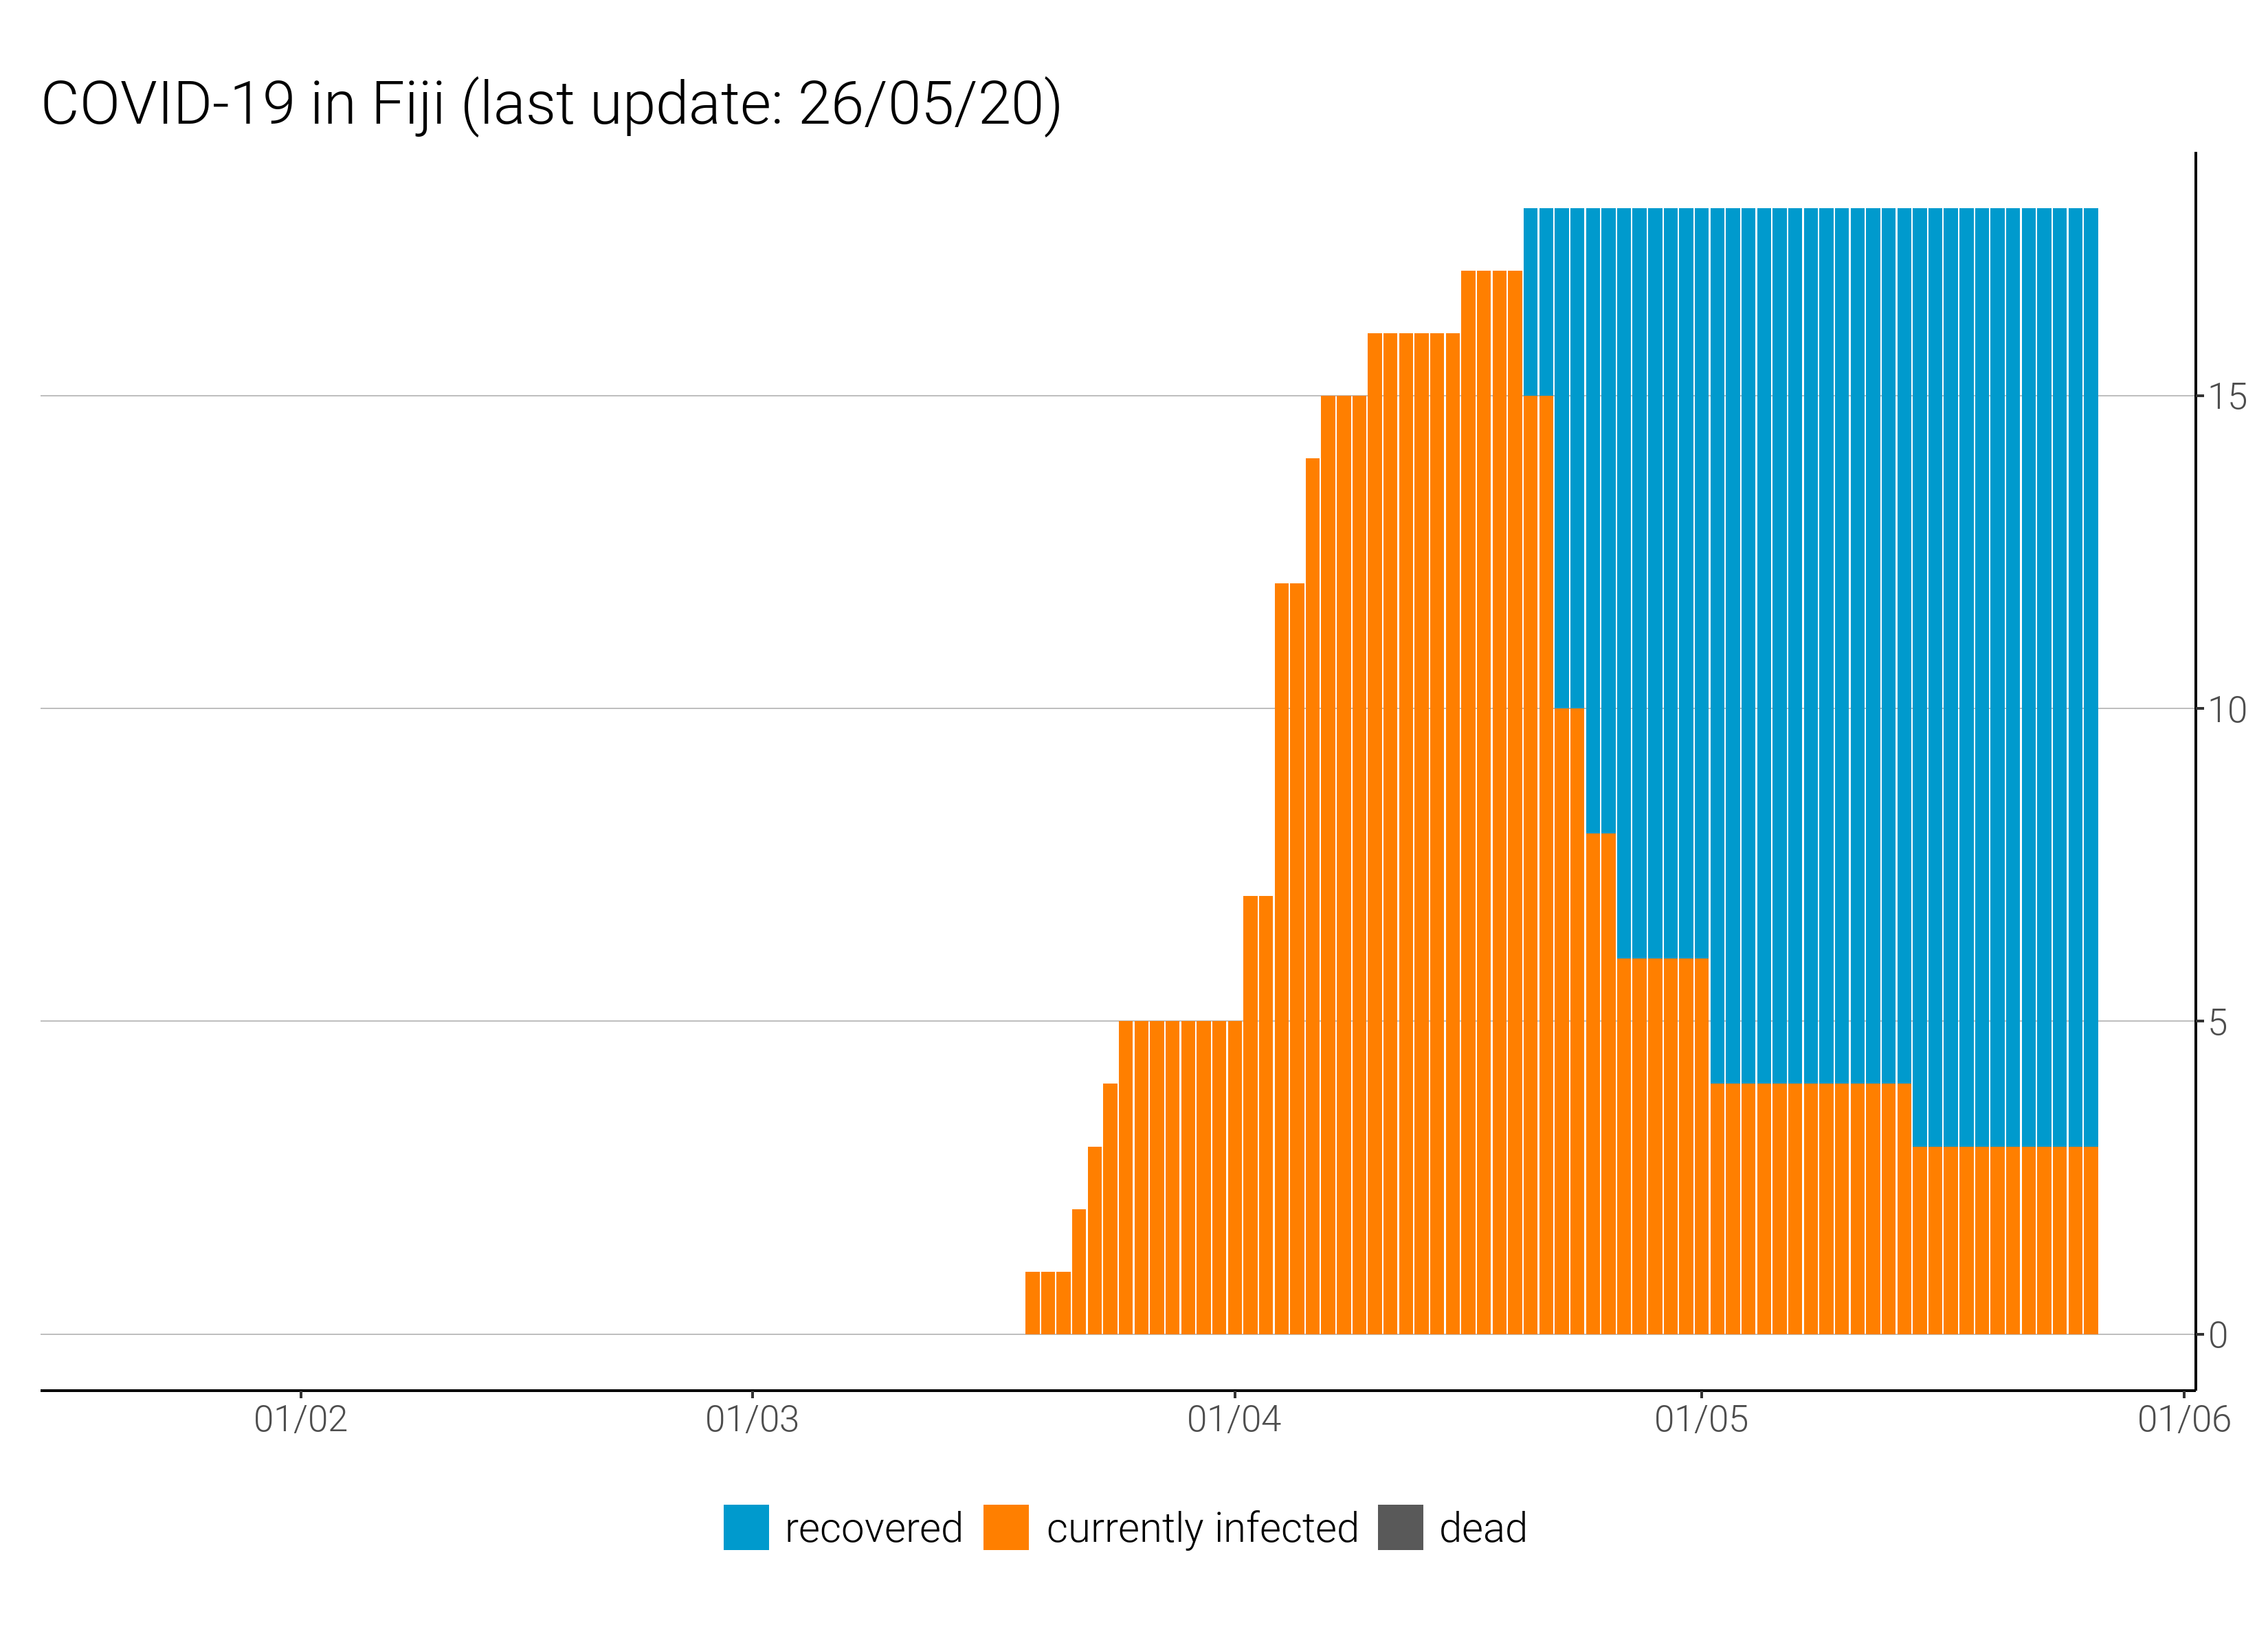 COVID-19 in Fiji (last update: 26/05/20)
15
10
5
0
01/02 01/03 01/04 01/05 01/06
recovered currently infected dead